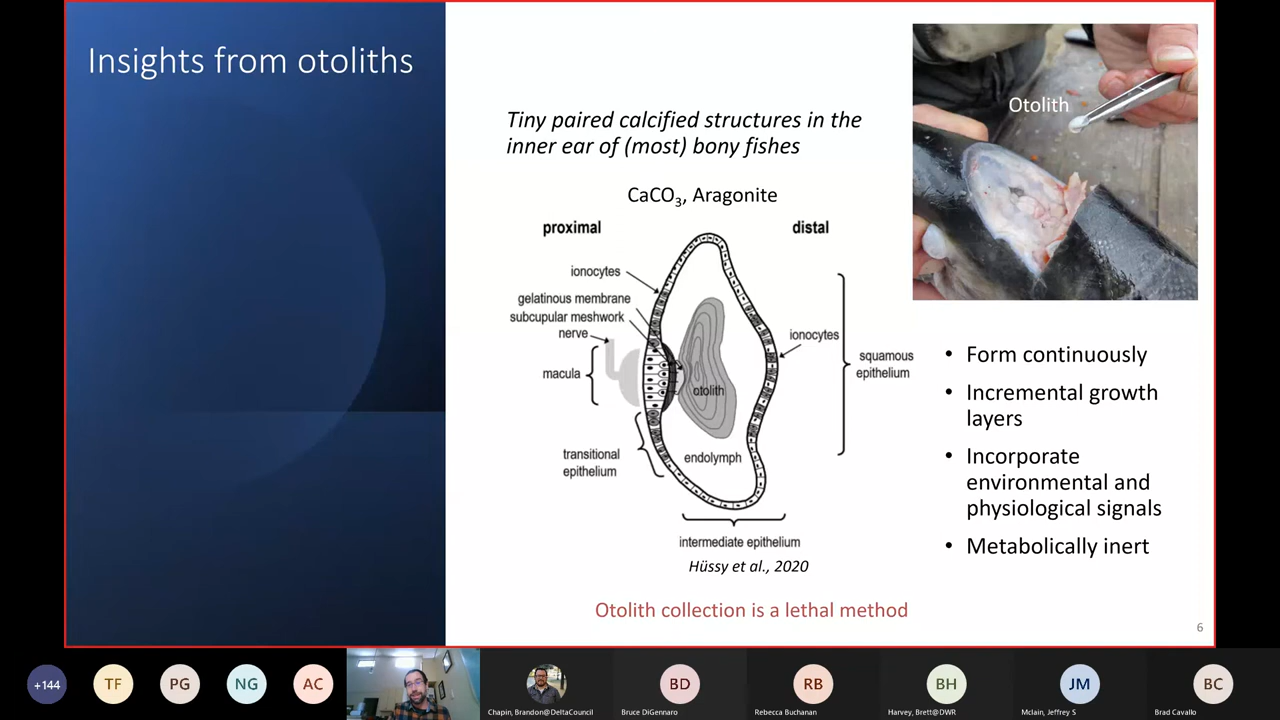 Insights from otoliths
Tiny paired calcified structures in the
inner ear of (most) bony fishes
CaCO₃, Aragonite
proximal
distal
ionocytes
gelatinous membrane
subcupular meshwork
nerve
macula
otolith
ionocytes
squamous
epithelium
transitional
epithelium
endolymph
intermediate epithelium
Hüssy et al., 2020
Otolith
• Form continuously
• Incremental growth
layers
• Incorporate
environmental and
physiological signals
• Metabolically inert
Otolith collection is a lethal method
6
+144
TF
PG
NG
AC
Chapin, Brandon@DeltaCouncil
BD
Bruce DiGennaro
RB
Rebecca Buchanan
BH
Harvey, Brett@DWR
JM
Mclain, Jeffrey S
BC
Brad Cavallo